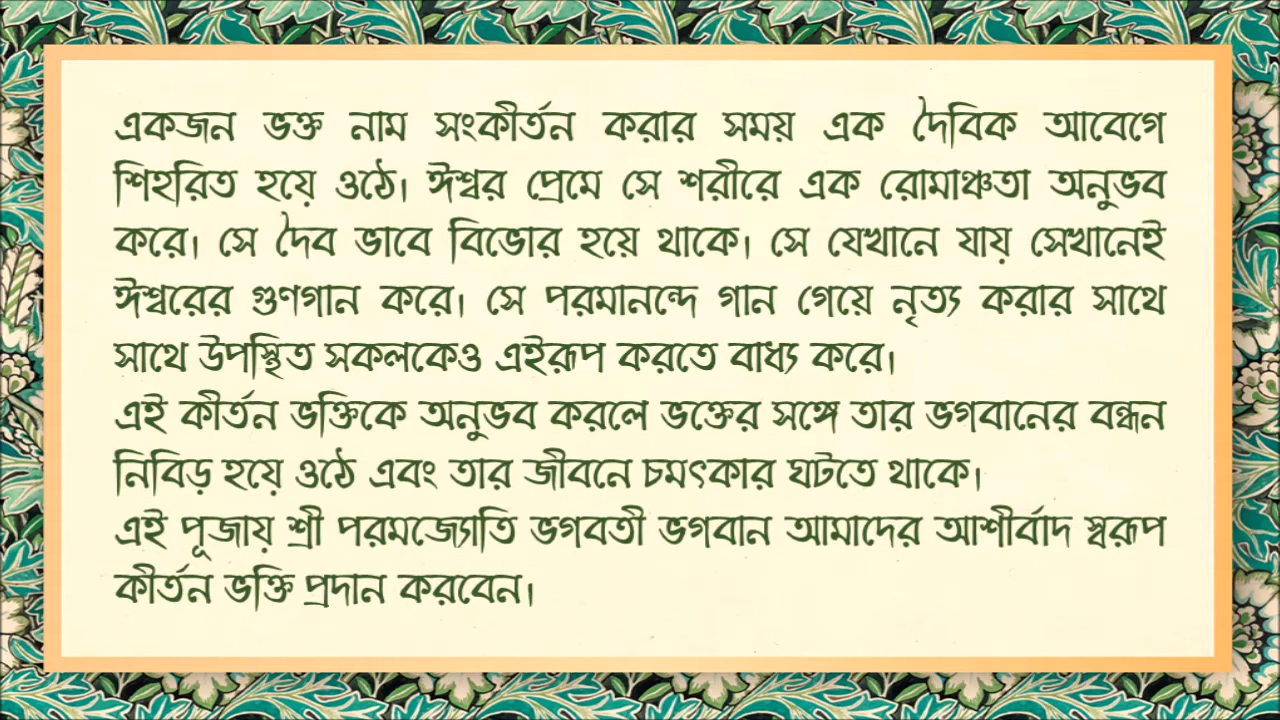 একজন ভক্ত নাম সংকীর্তন করার সময় এক দৈবিক আবেগে
শিহরিত হয়ে ওঠে। ঈশ্বর প্রেমে সে শরীরে এক রোমাঞ্চতা অনুভব
করে। সে দৈব ভাবে বিভোর হয়ে থাকে। সে যেখানে যায় সেখানেই
ঈশ্বরের গুণগান করে। সে পরমানন্দে গান গেয়ে নৃত্য করার সাথে
সাথে উপস্থিত সকলকেও এইরূপ করতে বাধ্য করে।
এই কীর্তন ভক্তিকে অনুভব করলে ভক্তের সঙ্গে তার ভগবানের বন্ধন
নিবিড় হয়ে ওঠে এবং তার জীবনে চমৎকার ঘটতে থাকে।
এই পূজায় শ্রী পরমজ্যোতি ভগবতী ভগবান আমাদের আশীর্বাদ স্বরূপ
কীর্তন ভক্তি প্রদান করবেন।